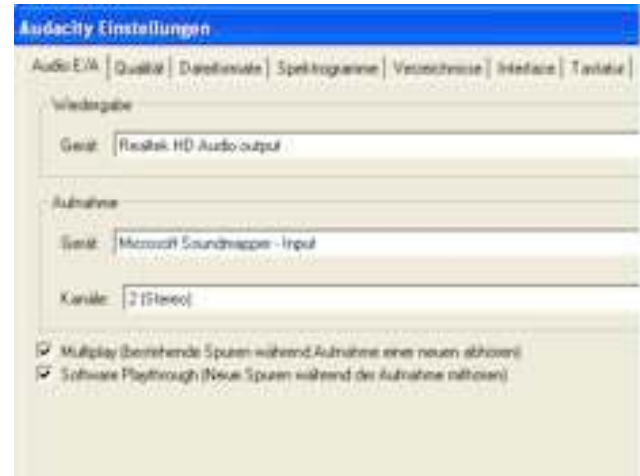 Audacity Einstellungen
Audio E/A Qualität Dateiformate Spektrogramme Verzeichnisse Interface Tastatur
Wiedergabe
Gerät: Realtek HD Audio output
Aufnahme
Gerät: Microsoft Soundmapper - Input
Kanäle: 2 (Stereo)
Multiplay (bestehende Spuren während Aufnahme einer neuen abhören)
Software Playthrough (Neue Spuren während der Aufnahme mithören)